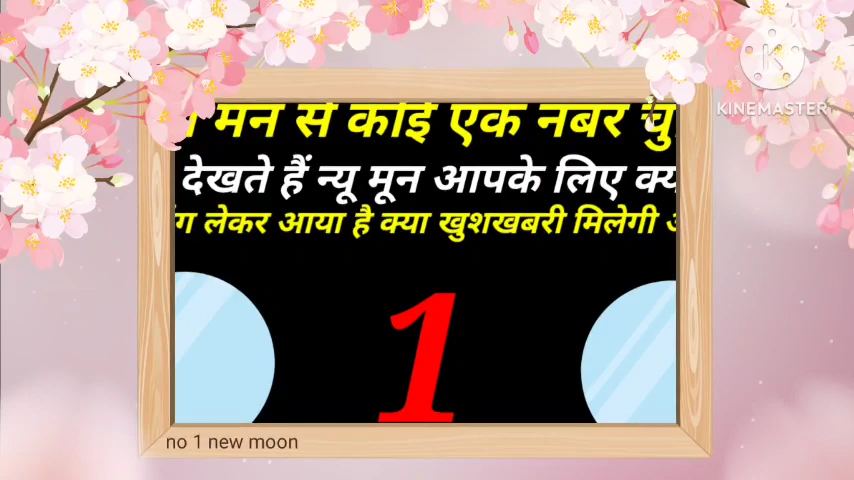 मन से कोई एक नंबर
देखते हैं न्यू मून आपके लिए
लेकर आया है क्या खुशखबरी मिलेगी
1
no 1 new moon
KINEMASTER